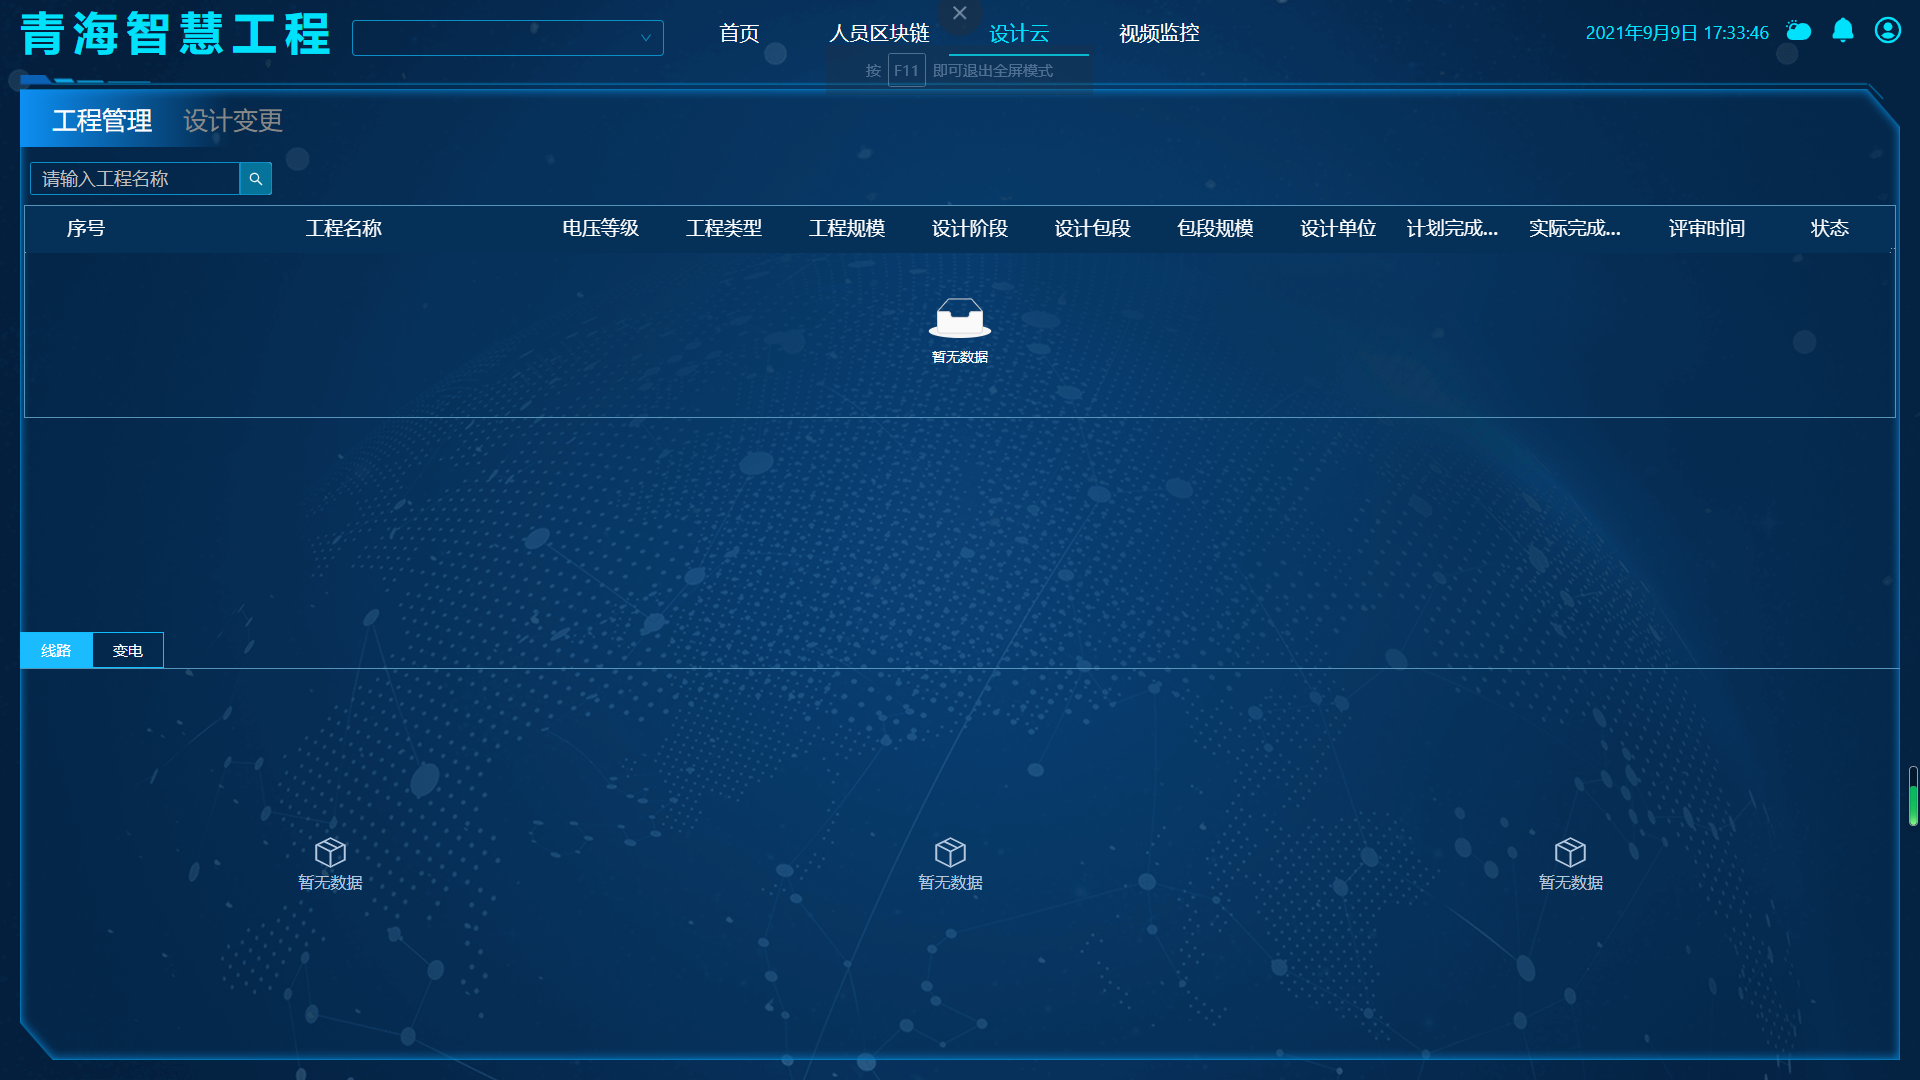 青海智慧工程
首页 人员区块链 设计云 视频监控
2021年9月9日 17:33:46
按 F11 即可退出全屏模式
工程管理 设计变更
请输入工程名称
序号 工程名称 电压等级 工程类型 工程规模 设计阶段 设计包段 包段规模 设计单位 计划完成... 实际完成... 评审时间 状态
暂无数据
线路 变电
暂无数据 暂无数据 暂无数据